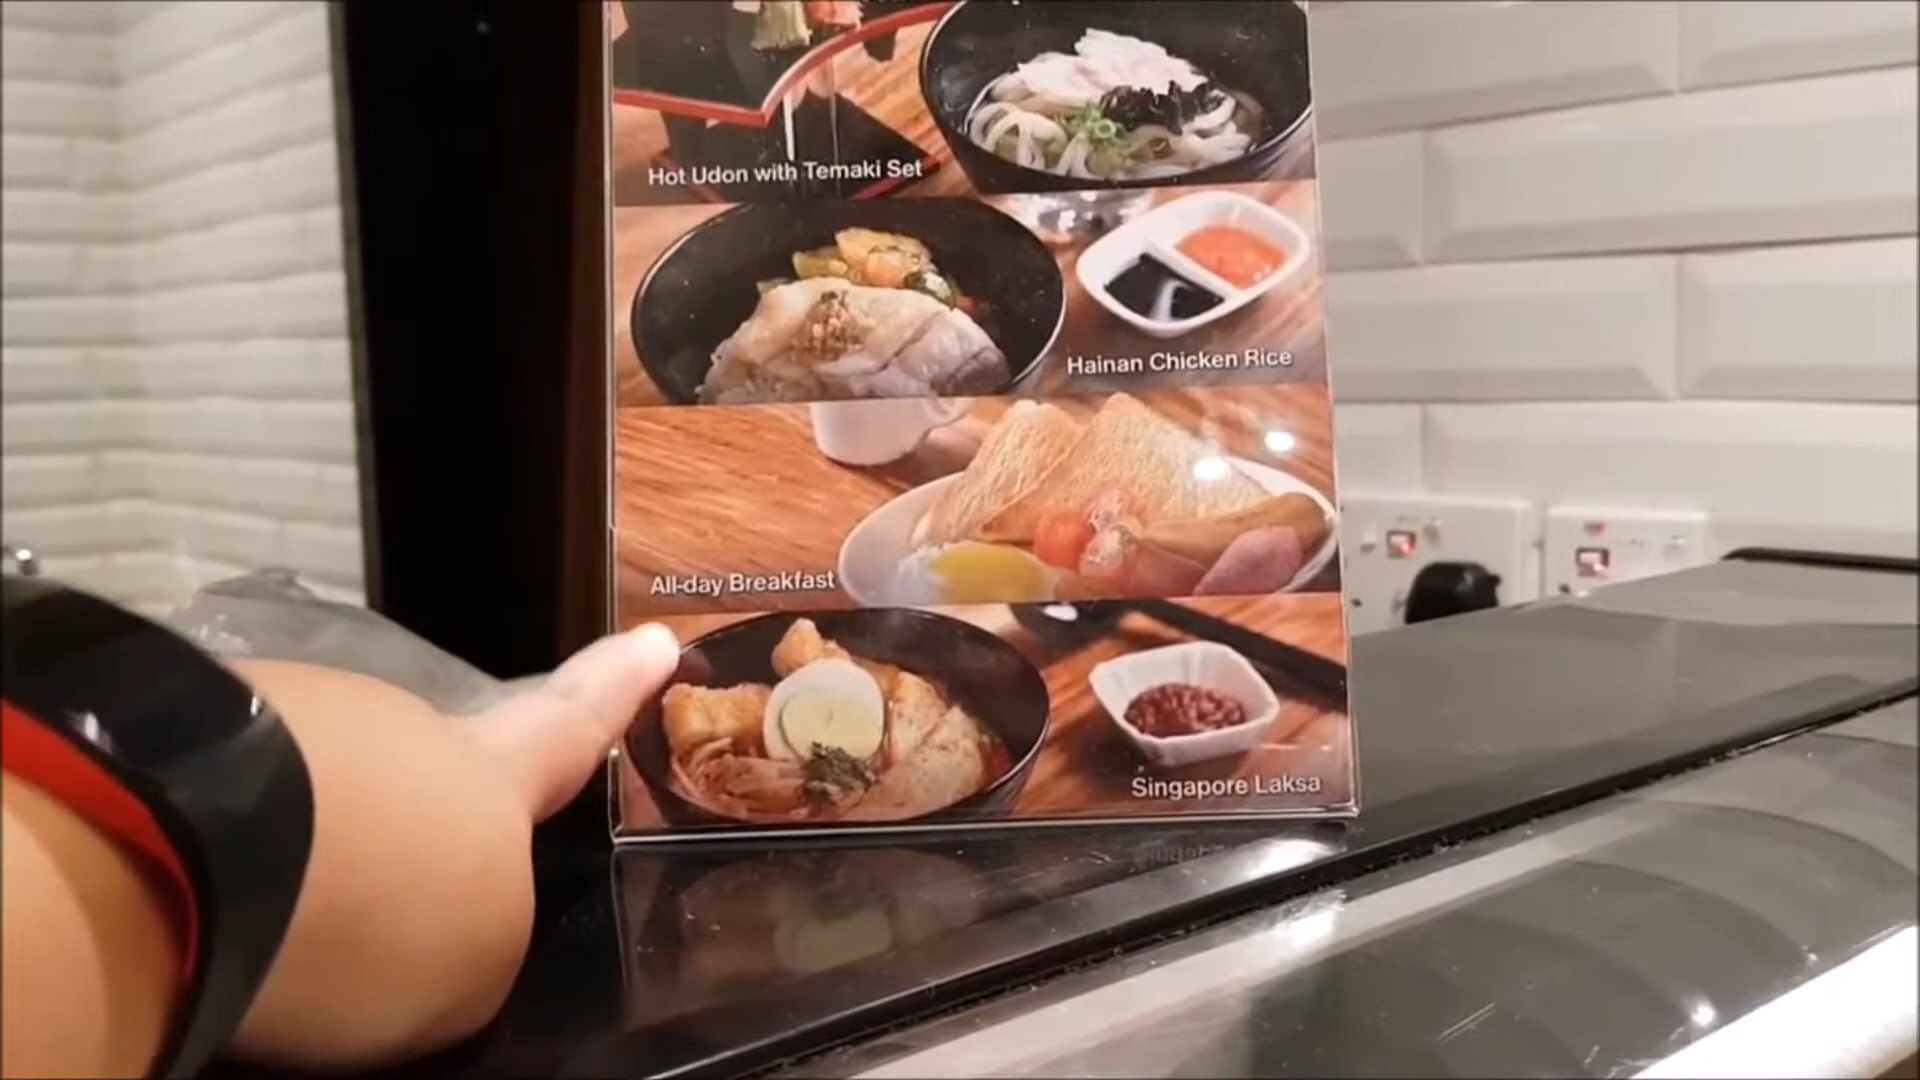 Hot Udon with Temaki Set
Hainan Chicken Rice
All-day Breakfast
Singapore Laksa